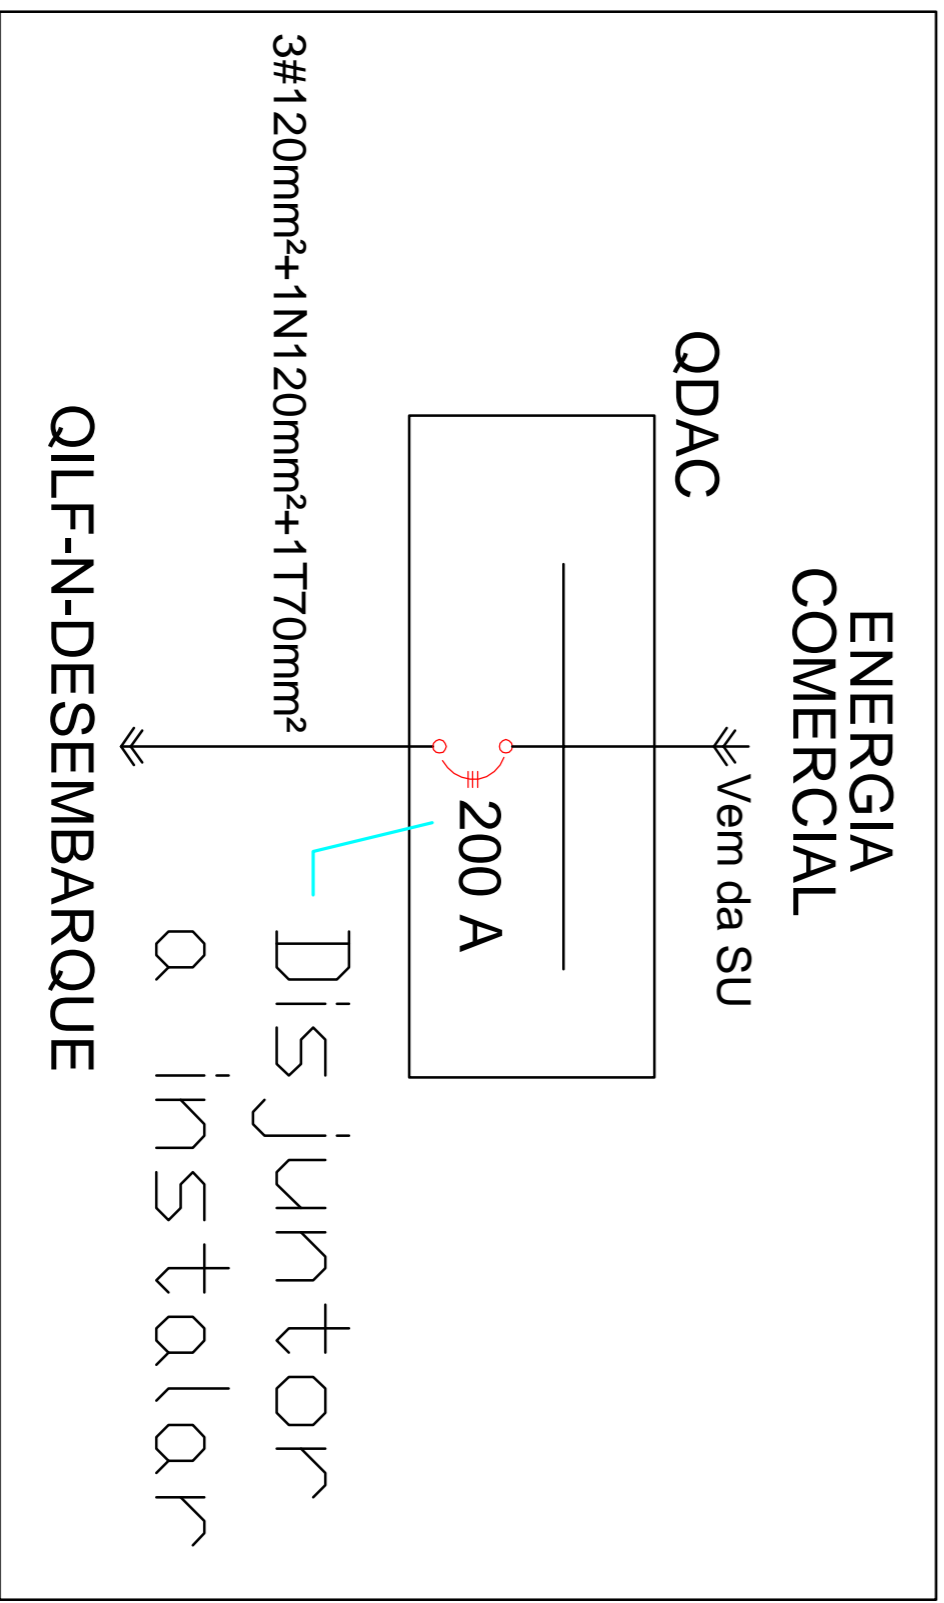 ENERGIA
COMERCIAL
Vem da SU
QDAC
200 A
Disjuntor
a instalar
3#120mm²+1N120mm²+1T70mm²
QILF-N-DESEMBARQUE